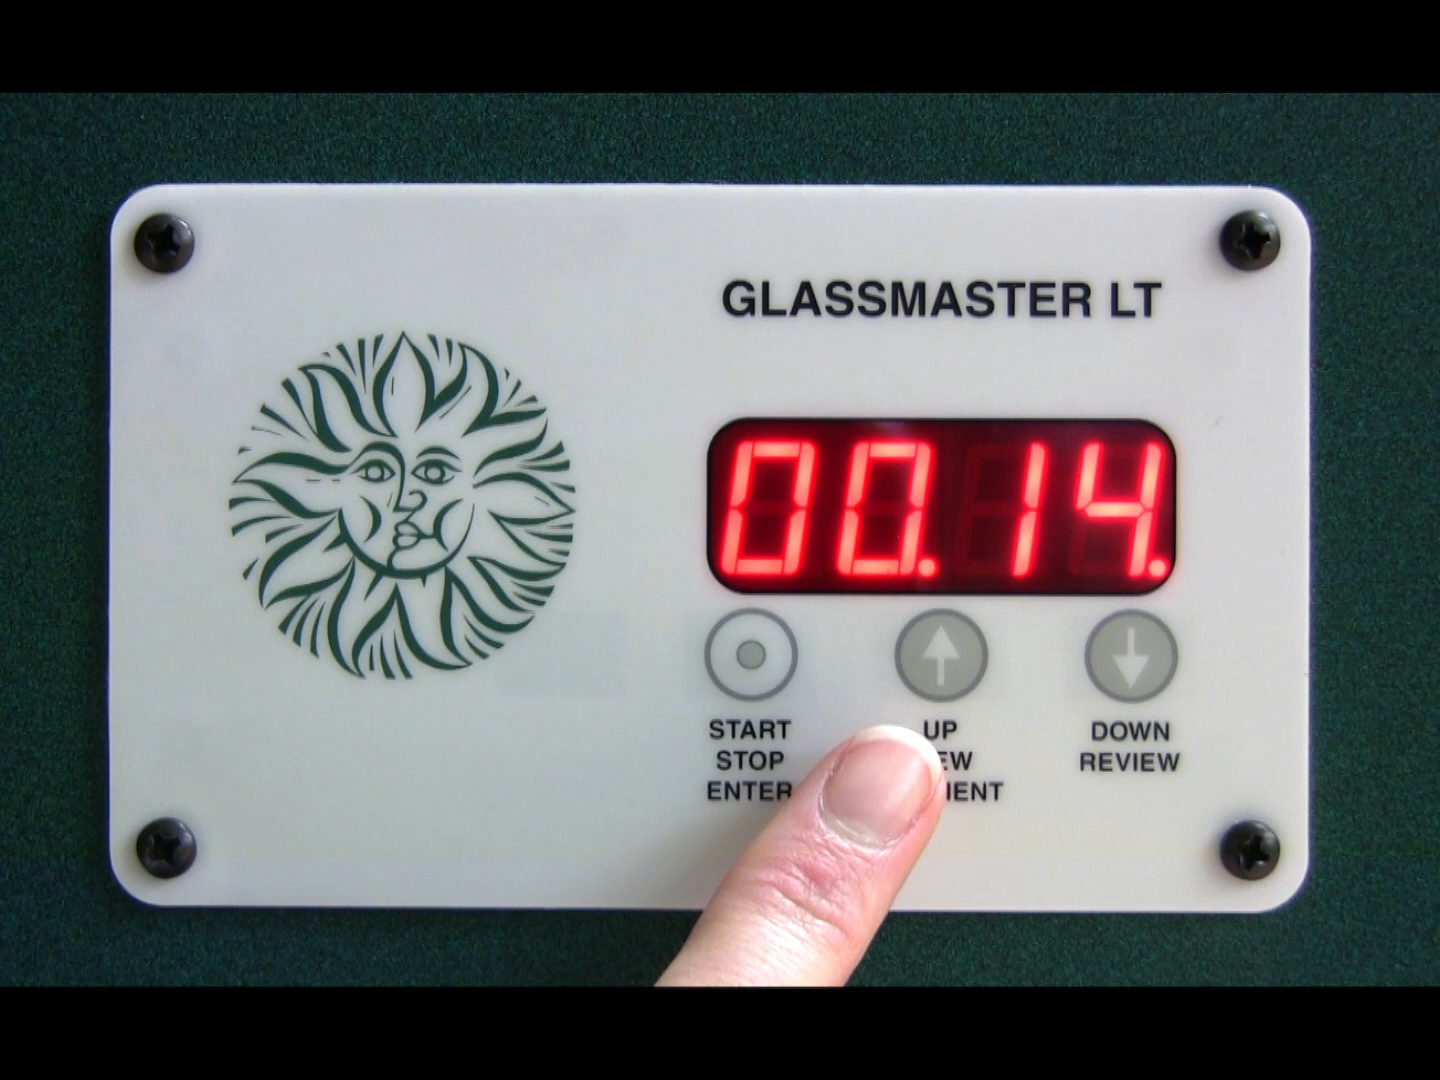 GLASSMASTER LT
00.14.
START
STOP
ENTER
UP
DOWN
REVIEW